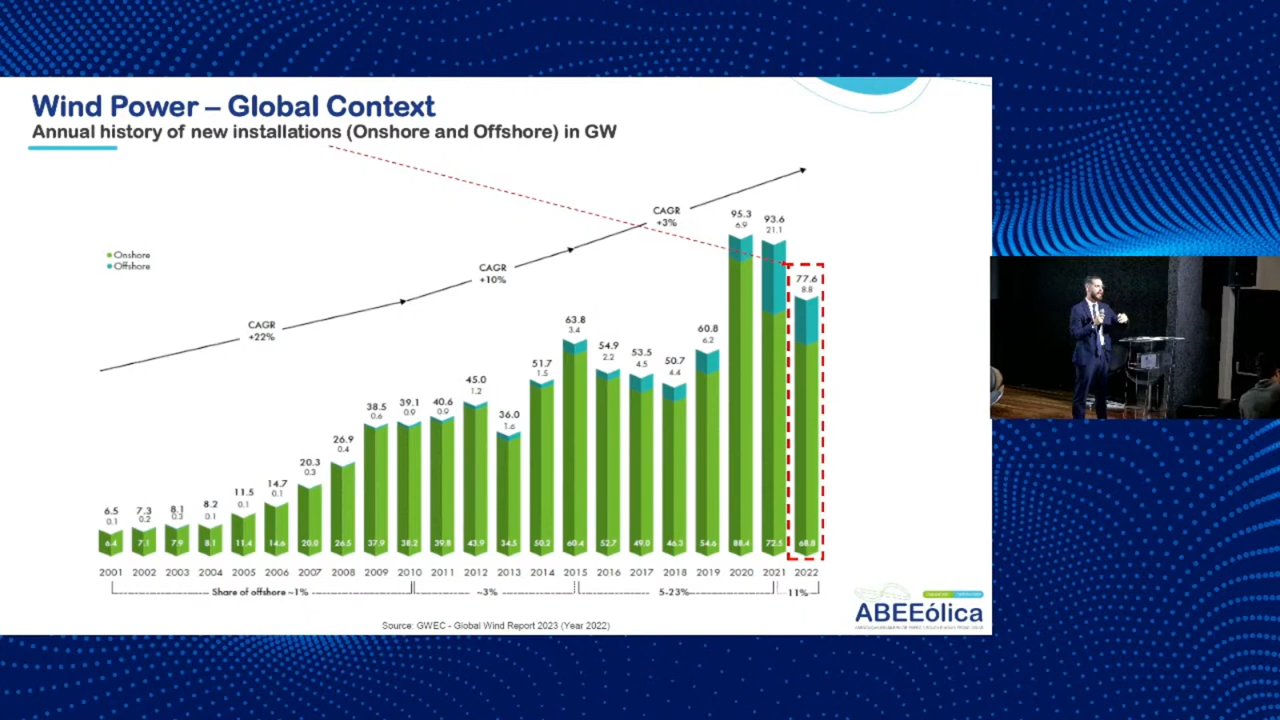 Wind Power – Global Context
Annual history of new installations (Onshore and Offshore) in GW
Onshore
Offshore
CAGR
+22%
CAGR
+10%
CAGR
+3%
6.5 7.3 8.1 8.2 11.5 14.7 20.3 26.9 38.5 39.1 40.6 45.0 36.0 51.7 63.8 54.9 53.5 50.7 60.8 95.3 93.6 77.6
0.1 0.2 0.1 0.1 0.1 0.3 0.4 0.6 0.9 0.9 1.2 1.6 1.5 3.4 2.2 4.5 4.4 6.2 6.9 21.1 8.8
6.4 7.1 7.9 8.1 11.4 14.6 20.0 26.5 37.9 38.2 39.8 43.9 34.5 50.2 60.4 52.7 49.0 46.3 54.6 88.4 72.5 68.8
2001 2002 2003 2004 2005 2006 2007 2008 2009 2010 2011 2012 2013 2014 2015 2016 2017 2018 2019 2020 2021 2022
Share of offshore ~1% ~3% 5-23% 11%
Source: GWEC - Global Wind Report 2023 (Year 2022)
ABEEólica